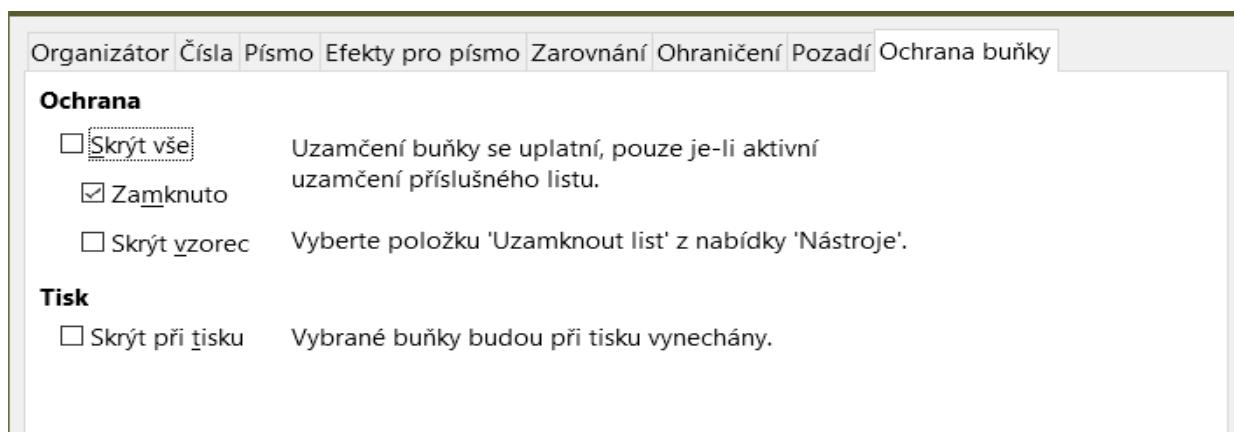 Organizátor Čísla Písmo Efekty pro písmo Zarovnání Ohraničení Pozadí Ochrana buňky
Ochrana
Skrýt vše
Uzamčení buňky se uplatní, pouze je-li aktivní
uzamčení příslušného listu.
Zamknuto
Skrýt vzorec
Vyberte položku 'Uzamknout list' z nabídky 'Nástroje'.
Tisk
Skrýt při tisku
Vybrané buňky budou při tisku vynechány.